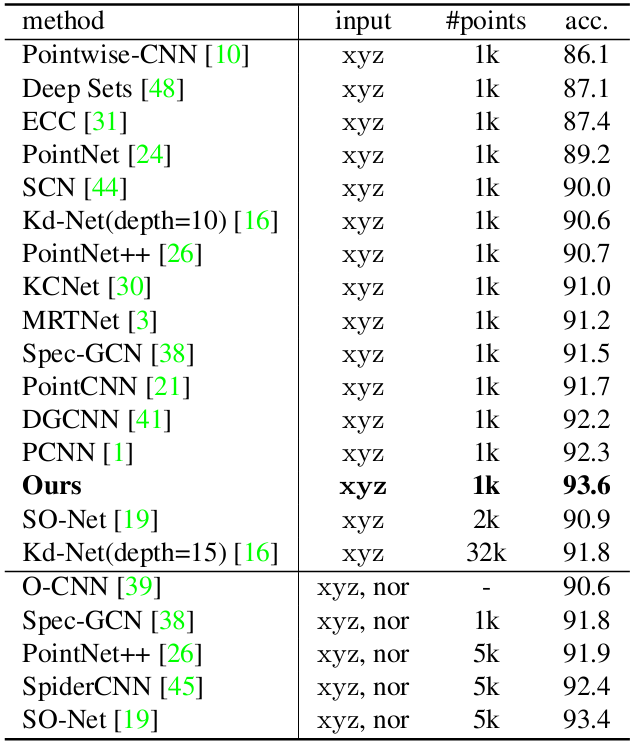 method input #points acc.
Pointwise-CNN [10] xyz 1k 86.1
Deep Sets [48] xyz 1k 87.1
ECC [31] xyz 1k 87.4
PointNet [24] xyz 1k 89.2
SCN [44] xyz 1k 90.0
Kd-Net(depth=10) [16] xyz 1k 90.6
PointNet++ [26] xyz 1k 90.7
KCNet [30] xyz 1k 91.0
MRTNet [3] xyz 1k 91.2
Spec-GCN [38] xyz 1k 91.5
PointCNN [21] xyz 1k 91.7
DGCNN [41] xyz 1k 92.2
PCNN [1] xyz 1k 92.3
Ours xyz 1k 93.6
SO-Net [19] xyz 2k 90.9
Kd-Net(depth=15) [16] xyz 32k 91.8
O-CNN [39] xyz, nor - 90.6
Spec-GCN [38] xyz, nor 1k 91.8
PointNet++ [26] xyz, nor 5k 91.9
SpiderCNN [45] xyz, nor 5k 92.4
SO-Net [19] xyz, nor 5k 93.4